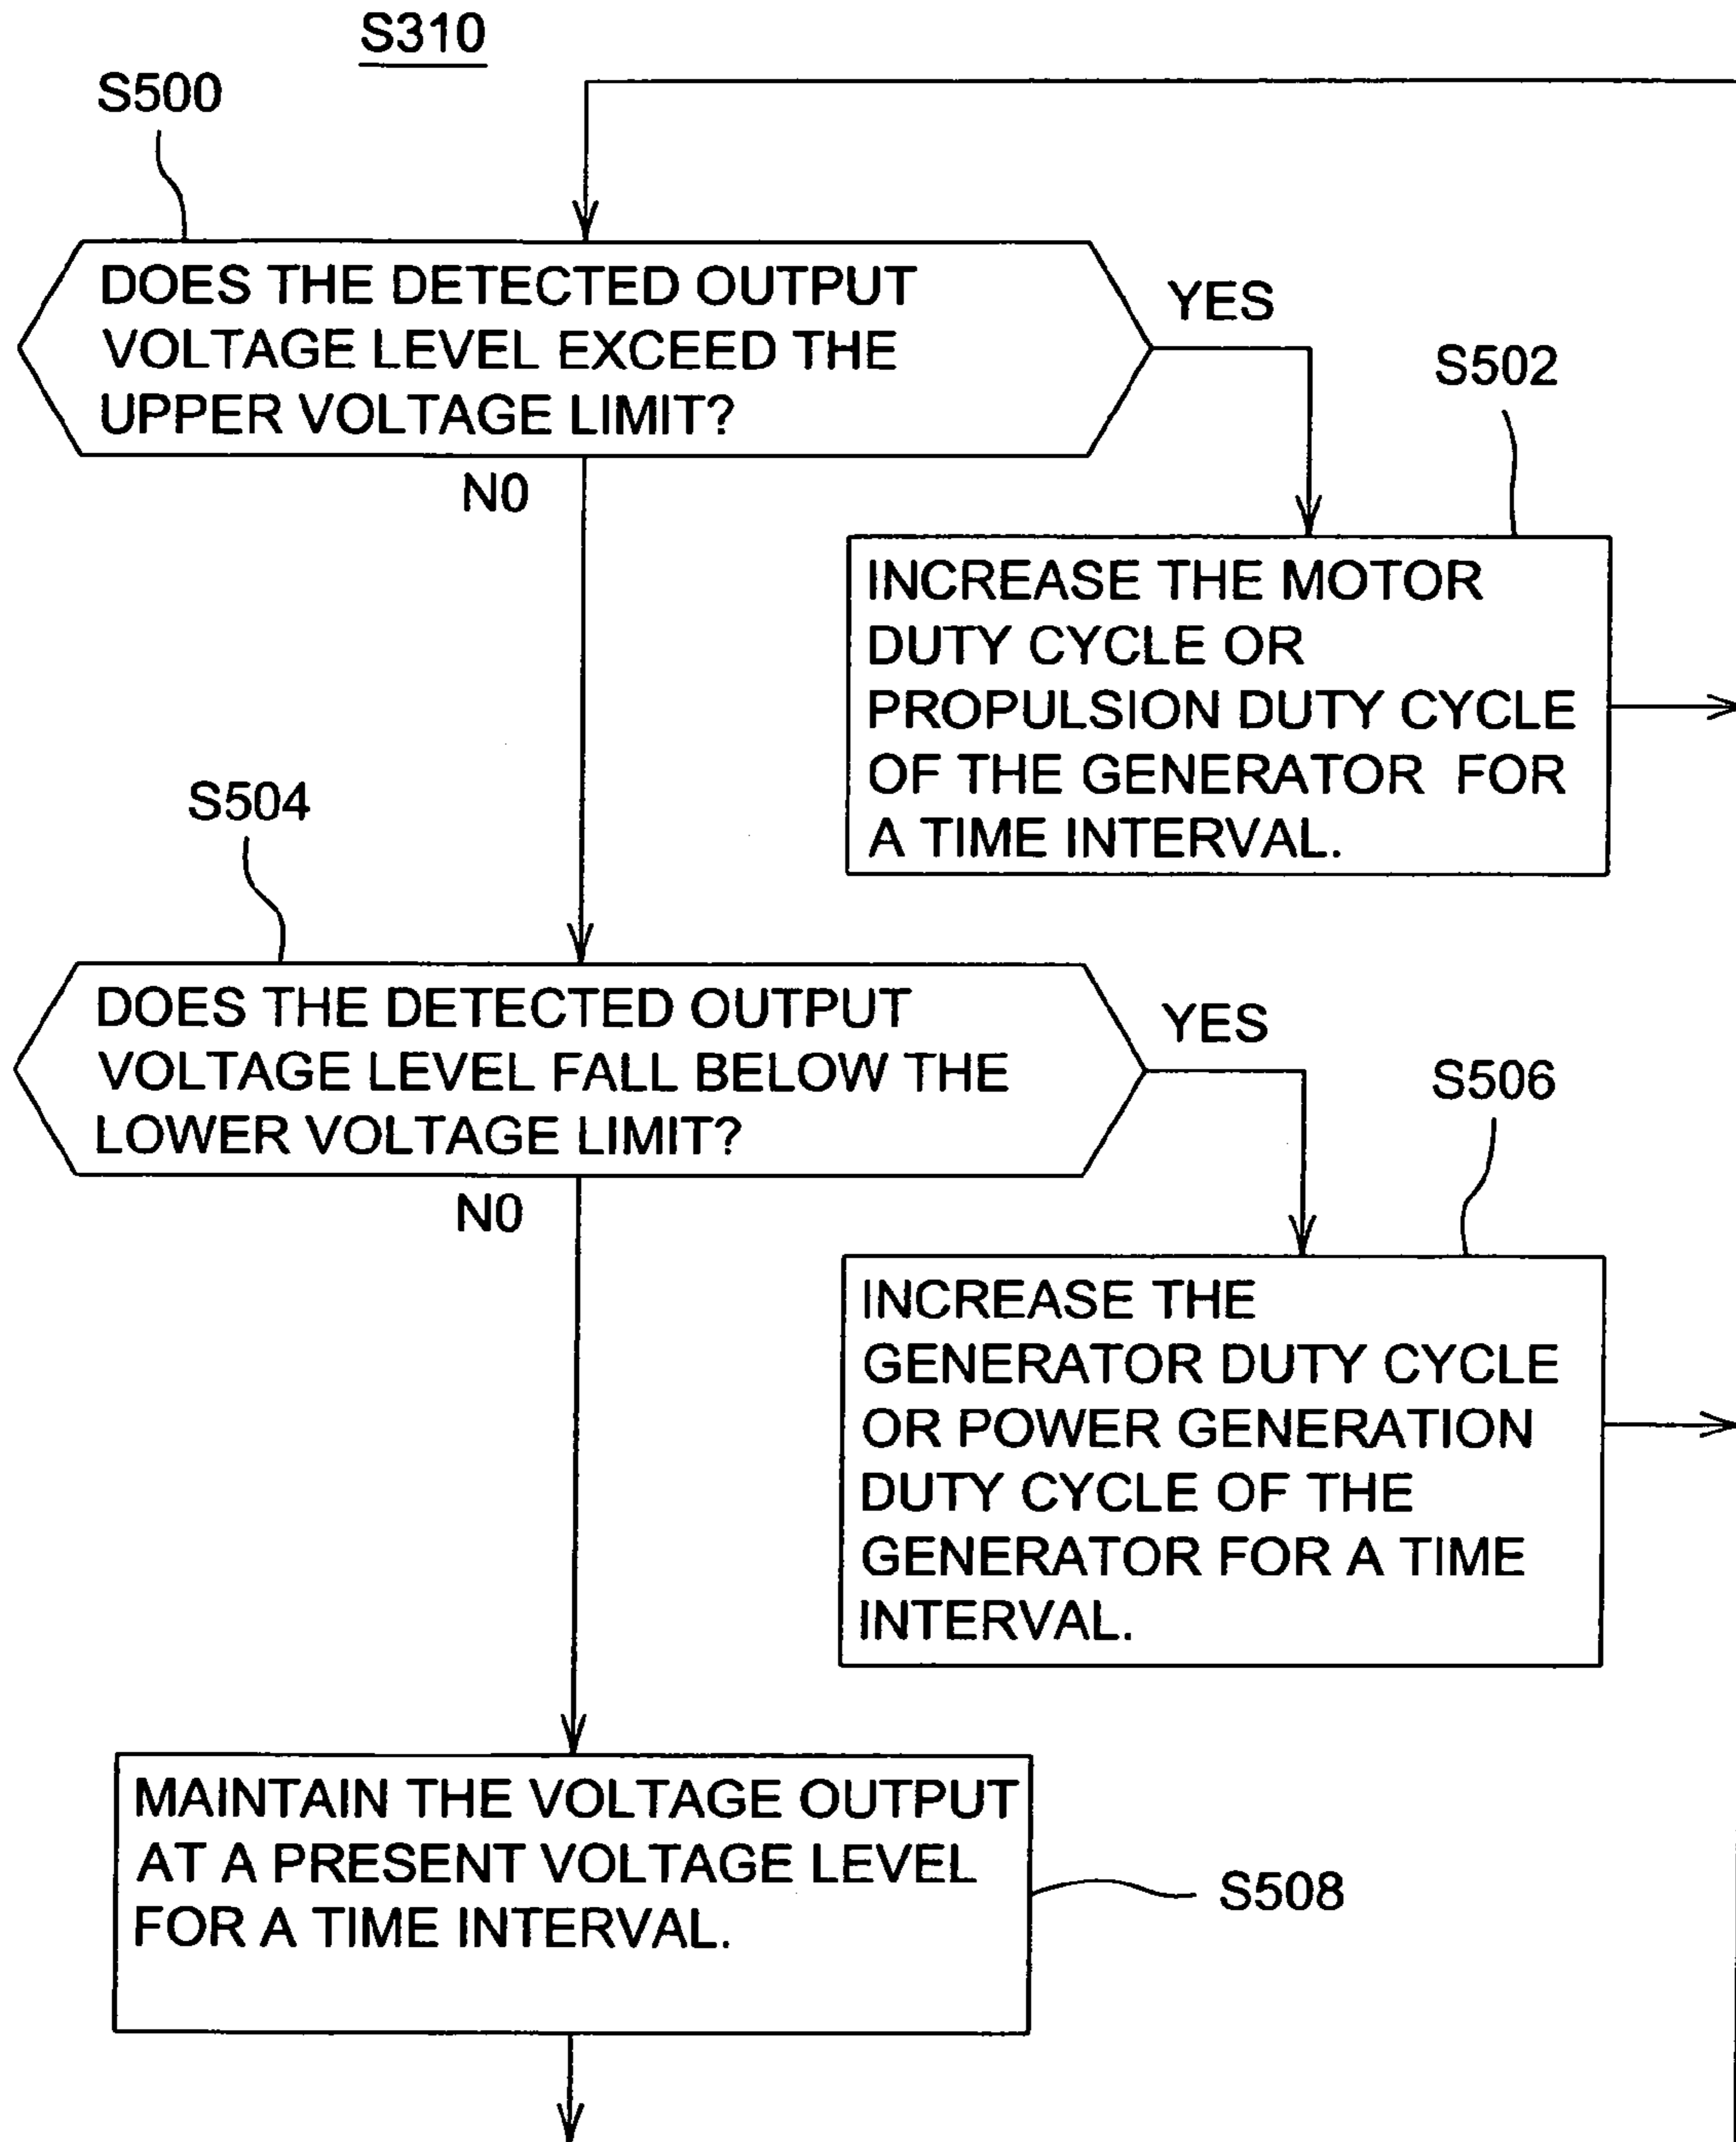 S310
S500
DOES THE DETECTED OUTPUT
VOLTAGE LEVEL EXCEED THE
UPPER VOLTAGE LIMIT?
YES
NO
S502
INCREASE THE MOTOR
DUTY CYCLE OR
PROPULSION DUTY CYCLE
OF THE GENERATOR FOR
A TIME INTERVAL.
S504
DOES THE DETECTED OUTPUT
VOLTAGE LEVEL FALL BELOW THE
LOWER VOLTAGE LIMIT?
YES
NO
S506
INCREASE THE
GENERATOR DUTY CYCLE
OR POWER GENERATION
DUTY CYCLE OF THE
GENERATOR FOR A TIME
INTERVAL.
MAINTAIN THE VOLTAGE OUTPUT
AT A PRESENT VOLTAGE LEVEL
FOR A TIME INTERVAL.
S508